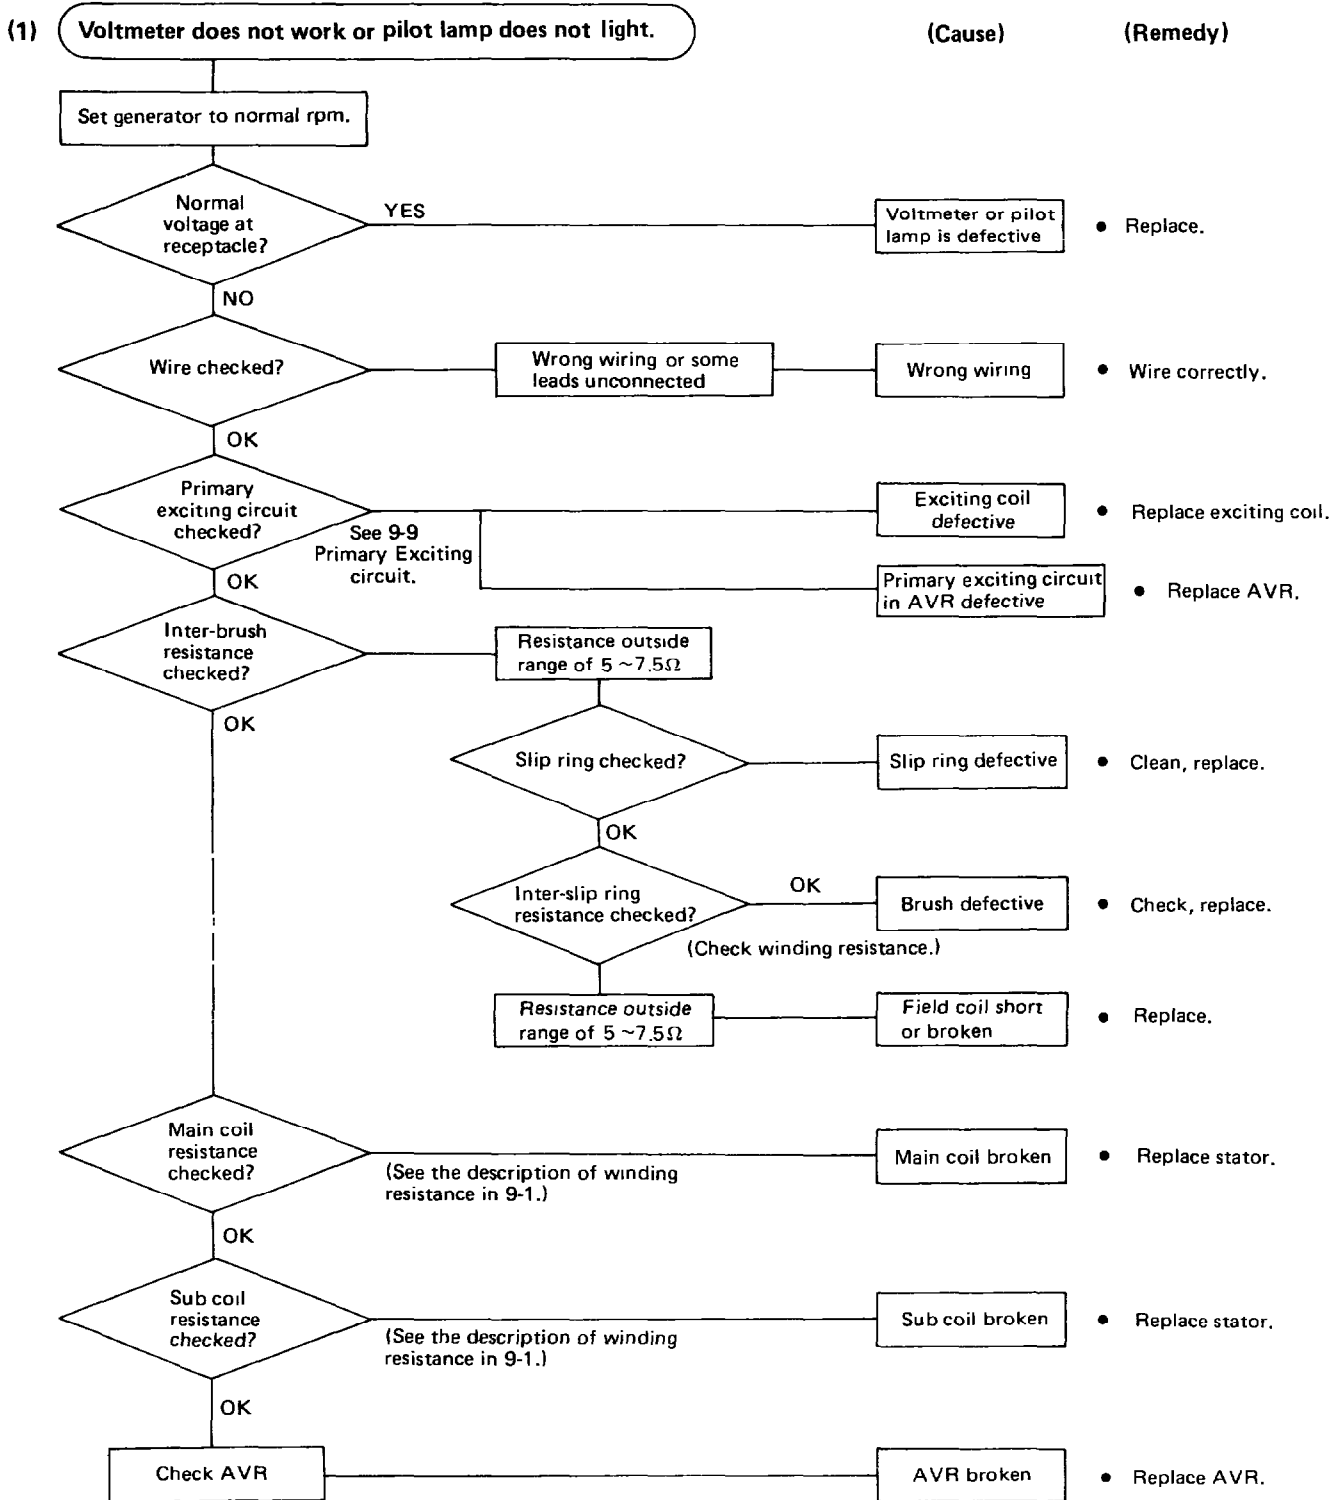 (1) Voltmeter does not work or pilot lamp does not light.
(Cause)
(Remedy)
Set generator to normal rpm.
Normal
voltage at
receptacle?
YES
Voltmeter or pilot
lamp is defective
• Replace.
NO
Wire checked?
Wrong wiring or some
leads unconnected
Wrong wiring
• Wire correctly.
OK
Primary
exciting circuit
checked?
See 9-9
Primary Exciting
circuit.
Exciting coil
defective
• Replace exciting coil.
Primary exciting circuit
in AVR defective
• Replace AVR.
OK
Inter-brush
resistance
checked?
Resistance outside
range of 5 ~7.5Ω
OK
Slip ring checked?
Slip ring defective
• Clean, replace.
OK
Inter-slip ring
resistance checked?
OK
Brush defective
• Check, replace.
(Check winding resistance.)
Resistance outside
range of 5 ~7.5Ω
Field coil short
or broken
• Replace.
Main coil
resistance
checked?
(See the description of winding
resistance in 9-1.)
Main coil broken
• Replace stator.
OK
Sub coil
resistance
checked?
(See the description of winding
resistance in 9-1.)
Sub coil broken
• Replace stator.
OK
Check AVR
AVR broken
• Replace AVR.